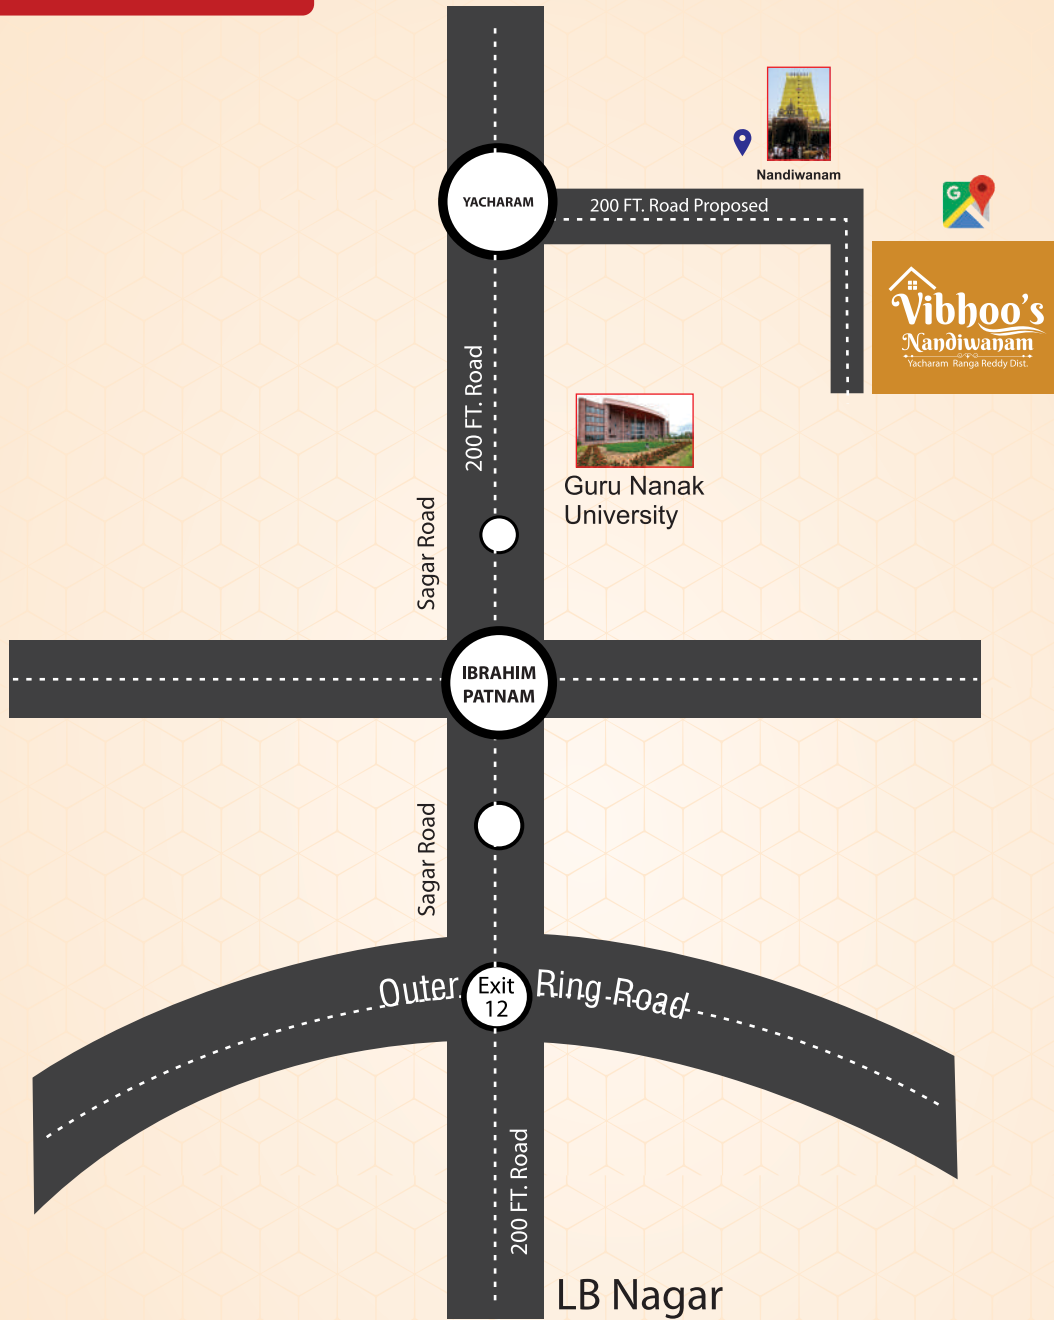 Nandiwanam
YACHARAM
200 FT. Road Proposed
G
Vibhoo's
Nandiwanam
Yacharam Ranga Reddy Dist.
200 FT. Road
Guru Nanak
University
Sagar Road
IBRAHIM
PATNAM
Sagar Road
Outer Ring Road
Exit
12
200 FT. Road
LB Nagar